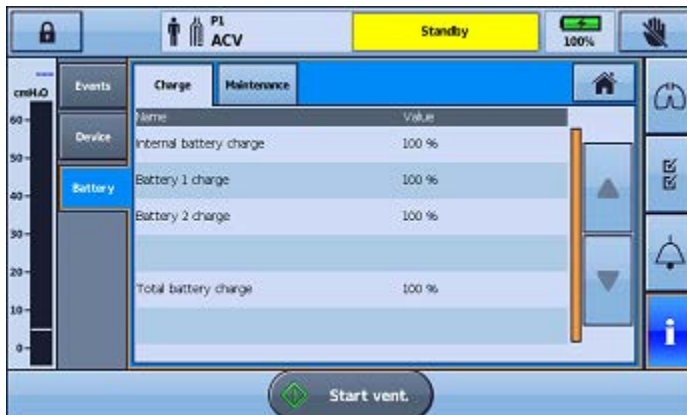 P1
ACV
Standby
100%
---
cmH2O
Events
Charge
Maintenance
60
Name Value
Device
Internal battery charge 100 %
50
Battery
Battery 1 charge 100 %
40
Battery 2 charge 100 %
30
20
Total battery charge 100 %
10
0
i
Start vent.